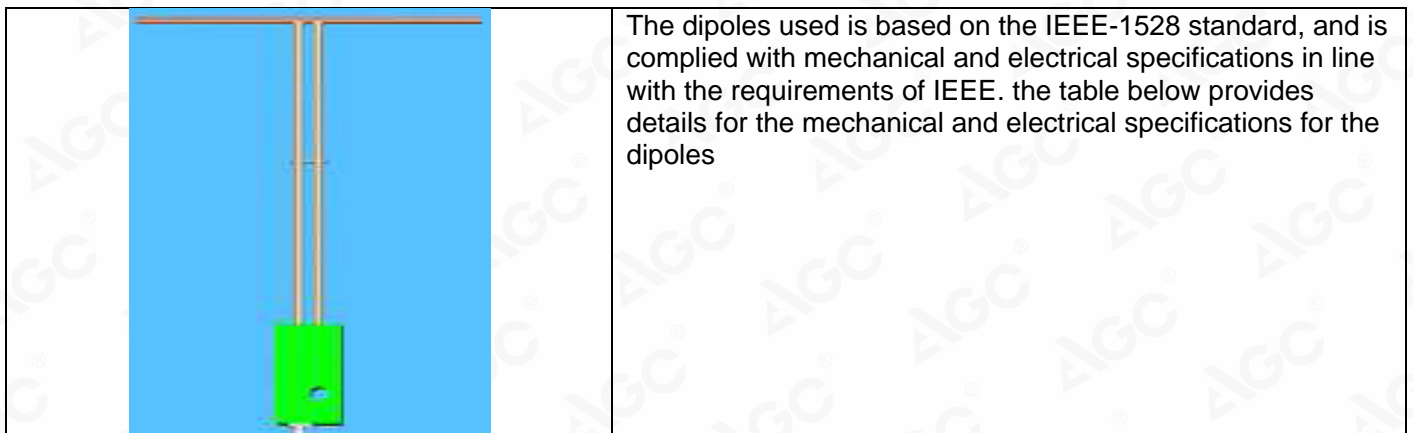 The dipoles used is based on the IEEE-1528 standard, and is
complied with mechanical and electrical specifications in line
with the requirements of IEEE. the table below provides
details for the mechanical and electrical specifications for the
dipoles